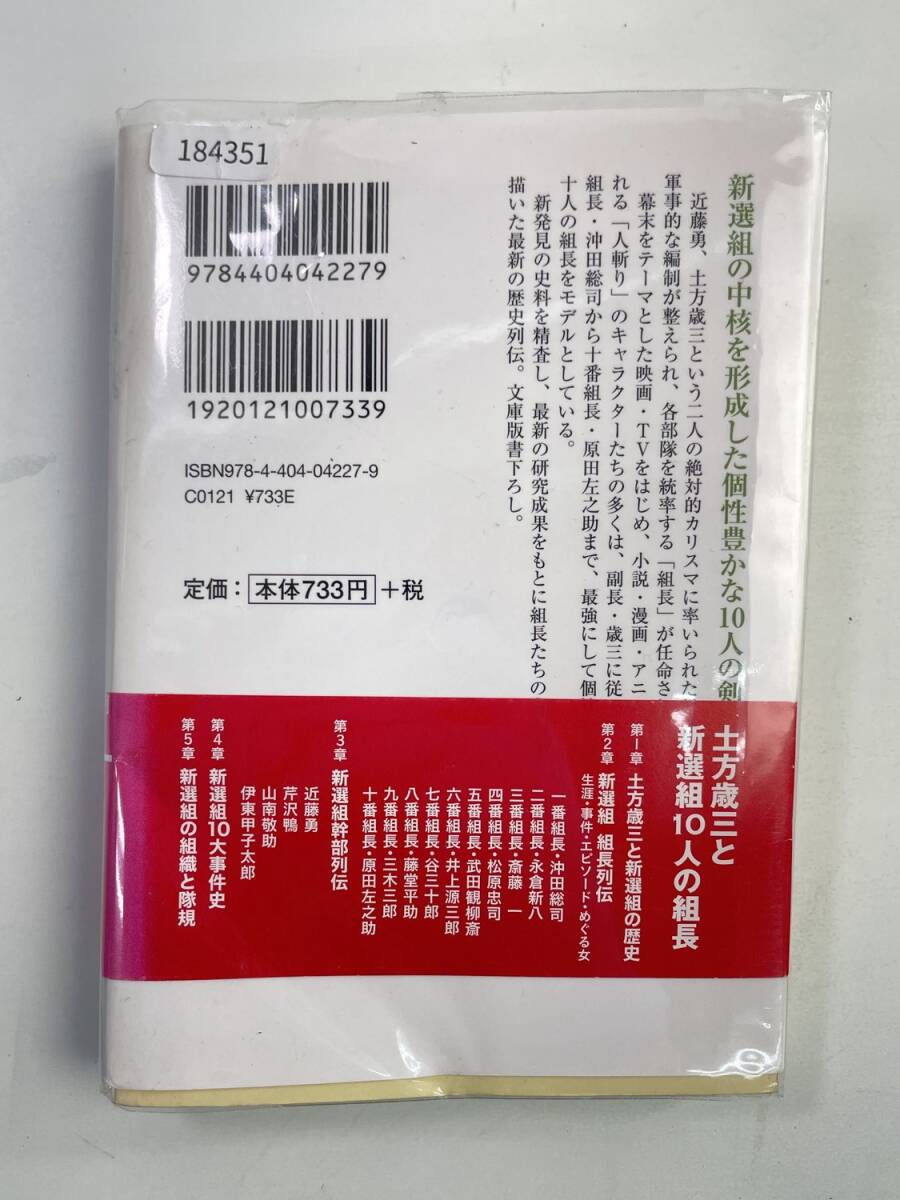 184351
9784404042279
1920121007339
ISBN978-4-404-04227-9
C0121 ¥733E
定価：本体733円+税
新選組の中核を形成した個性豊かな10人の剣
近藤勇、土方歳三という二人の絶対的カリスマに率いられた
軍事的な編制が整えられ、各部隊を統率する「組長」が任命さ
幕末をテーマとした映画・TVをはじめ、小説・漫画・アニ
れる「人斬り」のキャラクターたちの多くは、副長・歳三に従
組長・沖田総司から十番組長・原田左之助まで、最強にして個
十人の組長をモデルとしている。
新発見の史料を精査し、最新の研究成果をもとに組長たちの
描いた最新の歴史列伝。文庫版書下ろし。
土方歳三と
新選組10人の組長
第1章 土方歳三と新選組の歴史
第2章 新選組 組長列伝
生涯・事件・エピソード・めぐる女
一番組長・沖田総司
二番組長・永倉新八
三番組長・斎藤 一
四番組長・松原忠司
五番組長・武田観柳斎
六番組長・井上源三郎
七番組長・谷三十郎
八番組長・藤堂平助
九番組長・三木三郎
十番組長・原田左之助
第3章 新選組幹部列伝
近藤勇
芹沢鴨
山南敬助
伊東甲子太郎
第4章 新選組10大事件史
第5章 新選組の組織と隊規